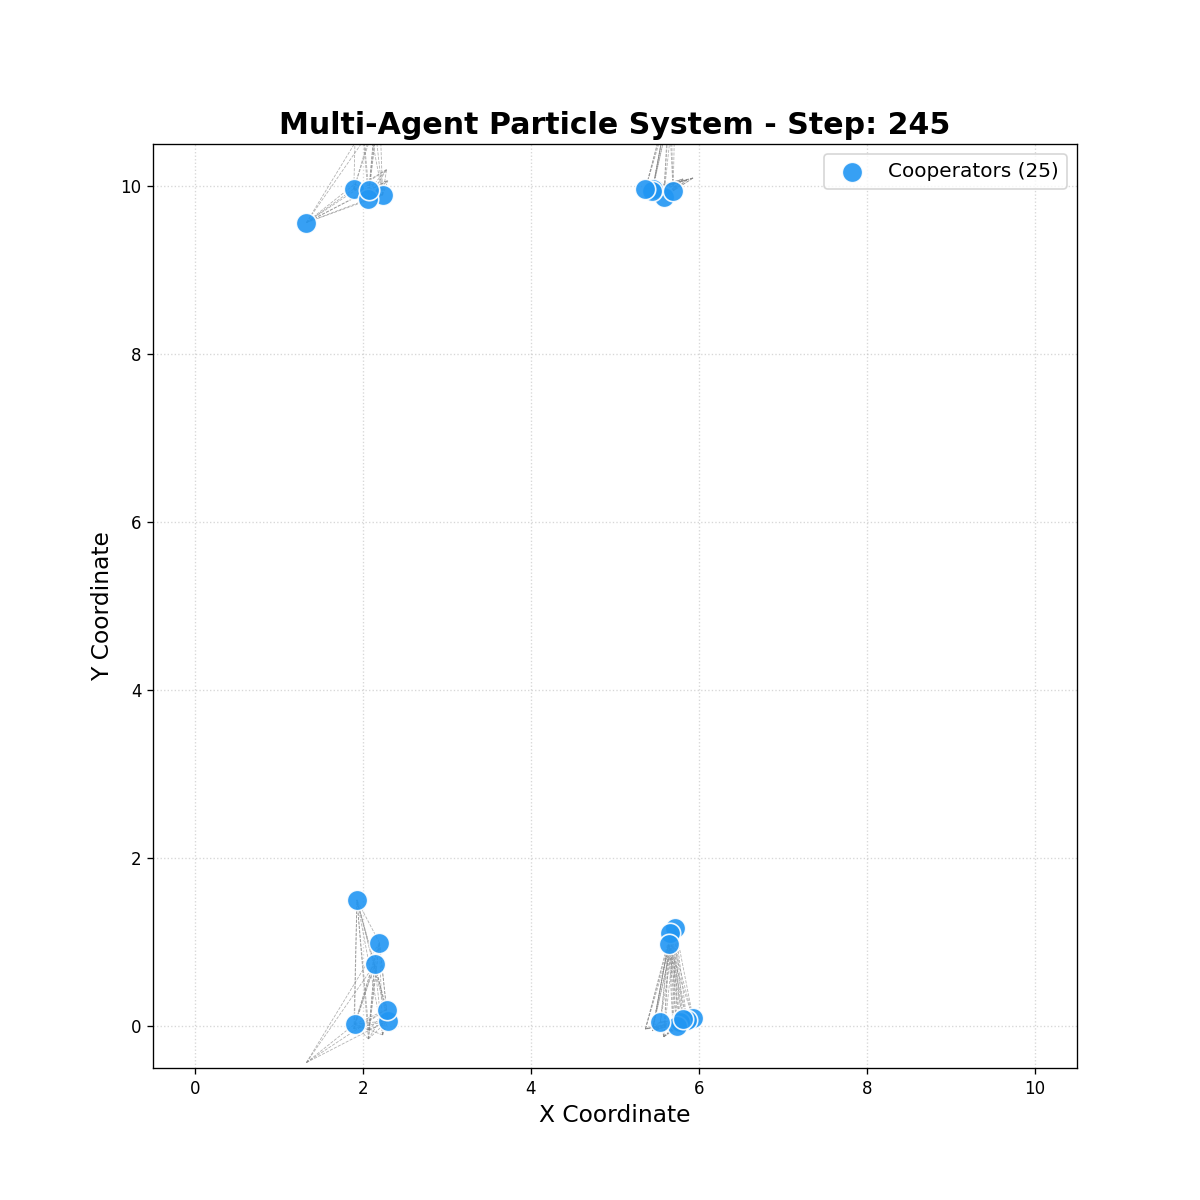 Multi-Agent Particle System - Step: 245
Cooperators (25)
10
8
6
4
2
0
Y Coordinate
0 2 4 6 8 10
X Coordinate